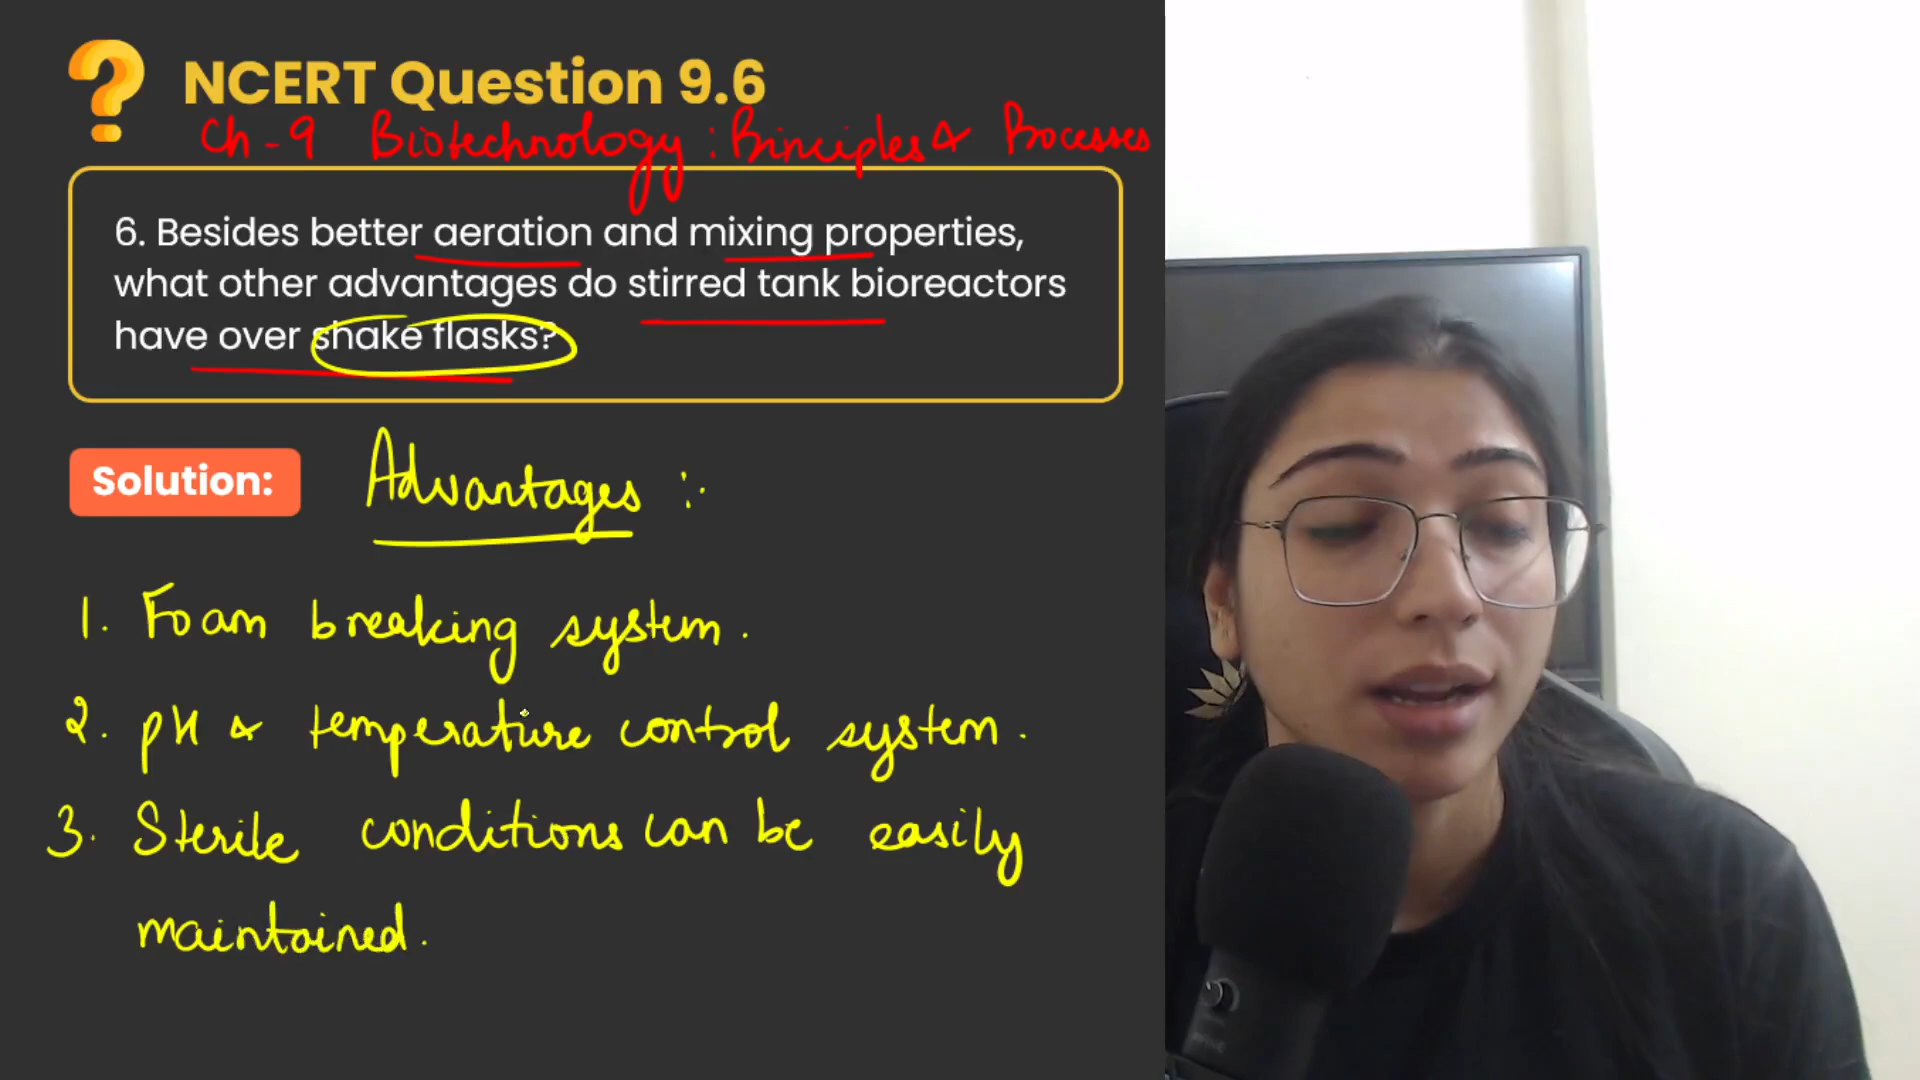 NCERT Question 9.6
Ch-9 Biotechnology: Principles & Processes
6. Besides better aeration and mixing properties,
what other advantages do stirred tank bioreactors
have over shake flasks?
Solution:
Advantages :-
1. Foam breaking system.
2. pH & temperature control system.
3. Sterile conditions can be easily
maintained.